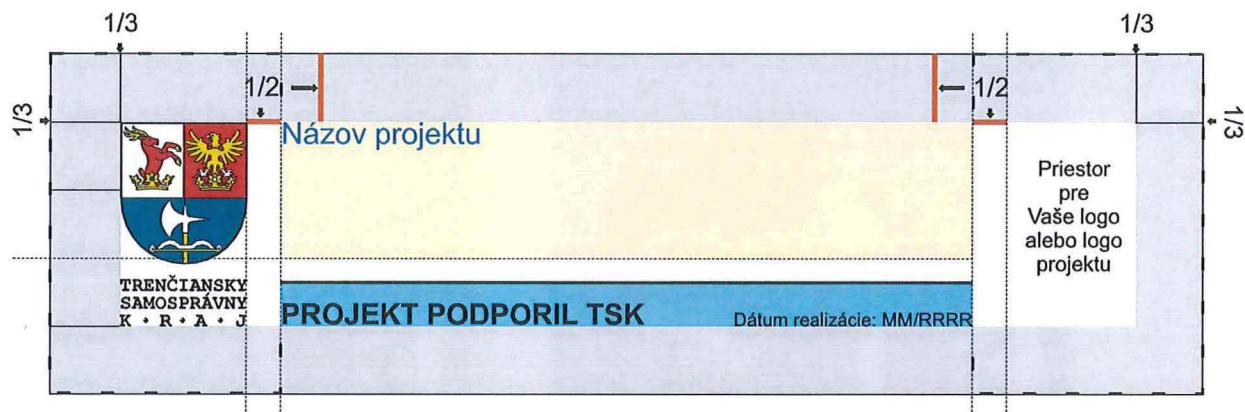 1/3
1/3
1/2
1/2
1/3
1/3
Názov projektu
Priestor
pre
Vaše logo
alebo logo
projektu
TRENČIANSKY
SAMOSPRÁVNY
K • R • A • J
PROJEKT PODPORIL TSK
Dátum realizácie: MM/RRRR